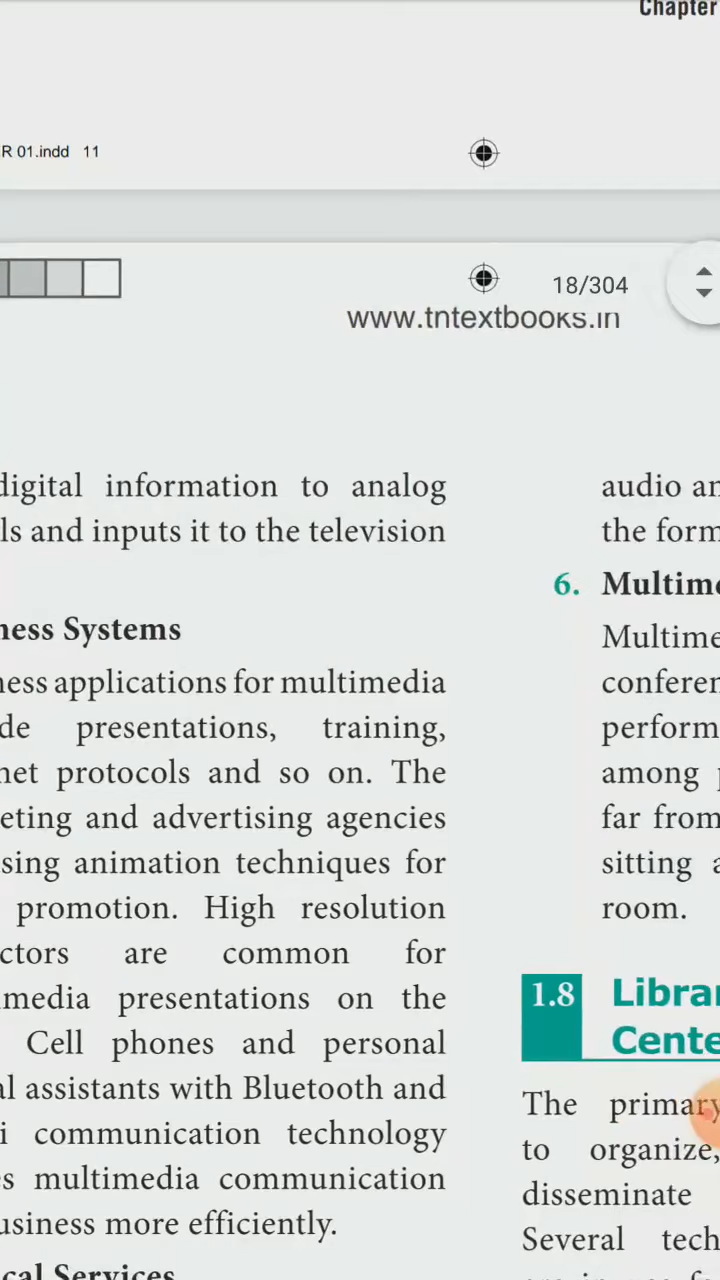 Chapter
R 01.indd 11
18/304
www.tntextbooks.in
digital information to analog
ls and inputs it to the television
ness Systems
ness applications for multimedia
de presentations, training,
net protocols and so on. The
eting and advertising agencies
sing animation techniques for
promotion. High resolution
ctors are common for
media presentations on the
Cell phones and personal
al assistants with Bluetooth and
i communication technology
es multimedia communication
usiness more efficiently.
cal Services
audio an
the form
6. Multime
Multime
conferen
perform
among p
far from
sitting a
room.
1.8 Librar
Cente
The primary
to organize,
disseminate
Several tech